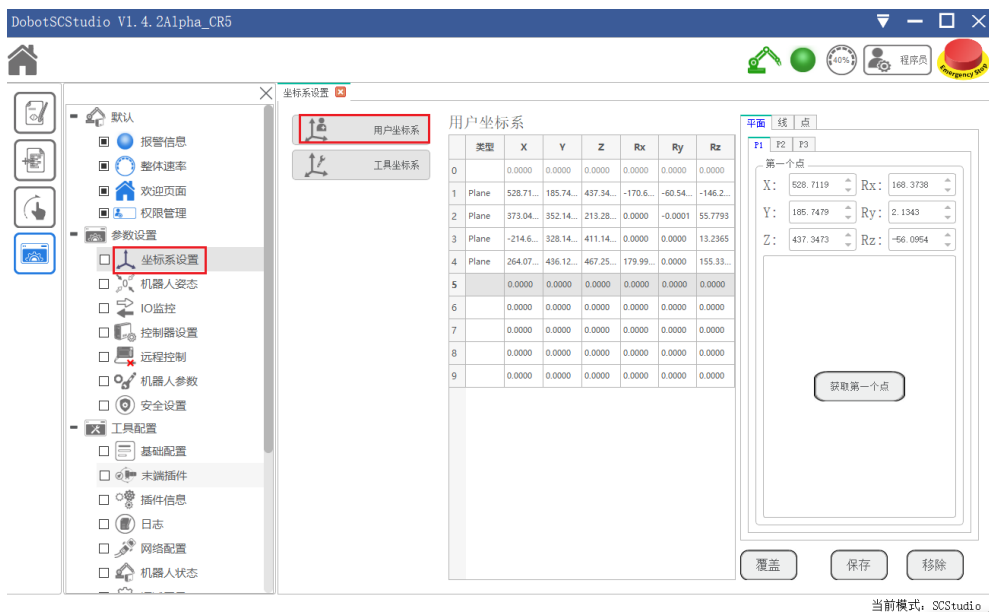 DobotSCStudio V1.4.2Alpha_CR5
40%
程序员
Emergency Stop
默认
报警信息
整体速率
欢迎页面
权限管理
参数设置
坐标系设置
机器人姿态
IO监控
控制器设置
远程控制
机器人参数
安全设置
工具配置
基础配置
末端插件
插件信息
日志
网络配置
机器人状态
坐标系设置
用户坐标系
工具坐标系
用户坐标系
类型 X Y Z Rx Ry Rz
0 0.0000 0.0000 0.0000 0.0000 0.0000 0.0000
1 Plane 528.71... 185.74... 437.34... -170.6... -60.54... -146.2...
2 Plane 373.04... 352.14... 213.28... 0.0000 -0.0001 55.7793
3 Plane -214.6... 328.14... 411.14... 0.0000 0.0000 13.2365
4 Plane 264.07... 436.12... 467.25... 179.99... 0.0000 155.33...
5 0.0000 0.0000 0.0000 0.0000 0.0000 0.0000
6 0.0000 0.0000 0.0000 0.0000 0.0000 0.0000
7 0.0000 0.0000 0.0000 0.0000 0.0000 0.0000
8 0.0000 0.0000 0.0000 0.0000 0.0000 0.0000
9 0.0000 0.0000 0.0000 0.0000 0.0000 0.0000
平面 线 点
P1 P2 P3
第一个点
X: 528.7119 Rx: 168.3738
Y: 185.7479 Ry: 2.1343
Z: 437.3473 Rz: -56.0954
获取第一个点
覆盖 保存 移除
当前模式: SCStudio